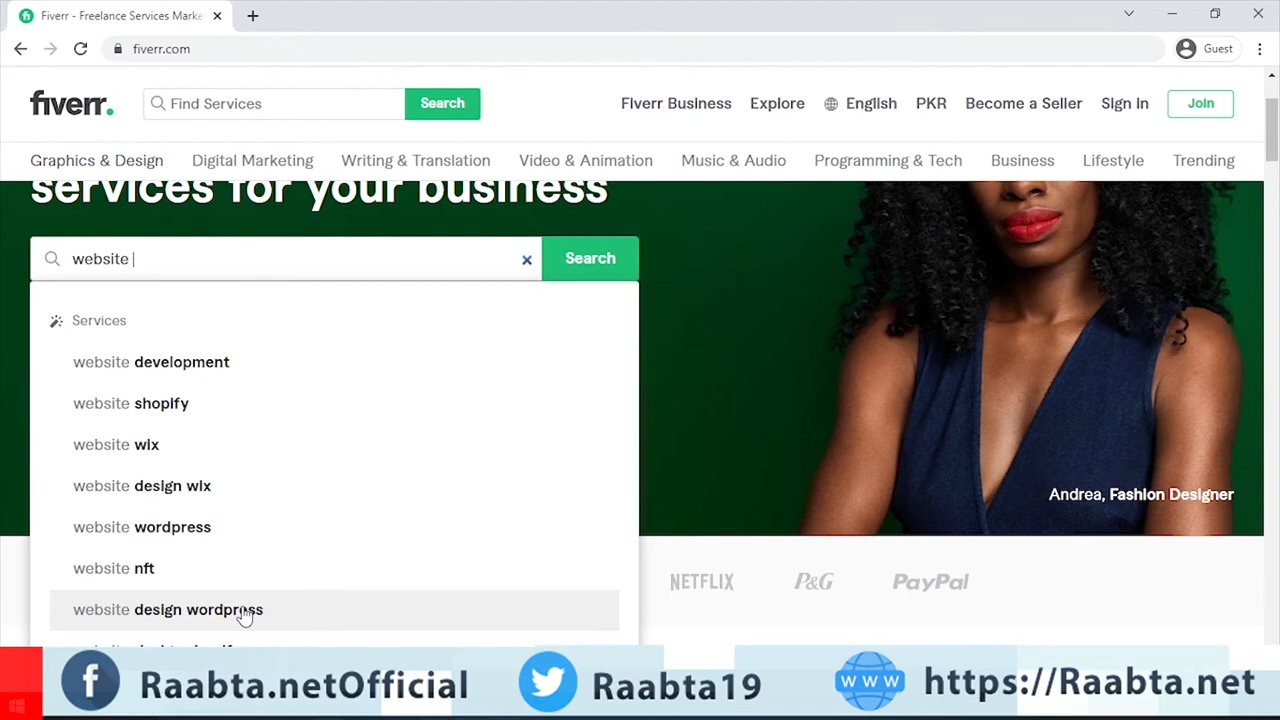 Fiverr - Freelance Services Marke
fiverr.com
Guest
fiverr.
Find Services
Search
Fiverr Business
Explore
English
PKR
Become a Seller
Sign In
Join
Graphics & Design
Digital Marketing
Writing & Translation
Video & Animation
Music & Audio
Programming & Tech
Business
Lifestyle
Trending
services for your business
website
Search
Services
website development
website shopify
website wix
website design wix
website wordpress
website nft
website design wordpress
Andrea, Fashion Designer
NETFLIX
P&G
PayPal
Raabta.netOfficial
Raabta19
www
https://Raabta.net